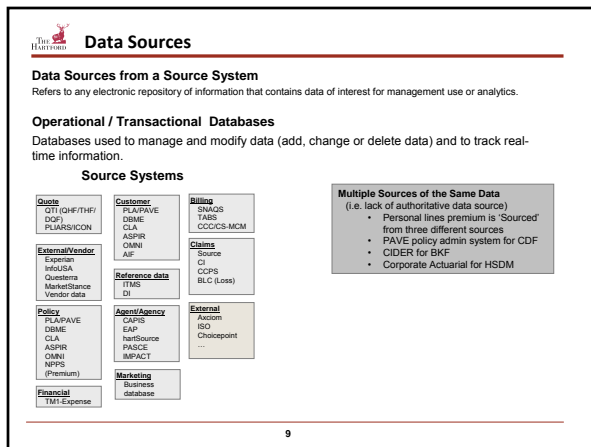 THE
HARTFORD
Data Sources
Data Sources from a Source System
Refers to any electronic repository of information that contains data of interest for management use or analytics.
Operational / Transactional Databases
Databases used to manage and modify data (add, change or delete data) and to track real-
time information.
Source Systems
Quote
QTI (QHF/THF/
DQF)
PLIARS/ICON
External/Vendor
Experian
InfoUSA
Questerra
MarketStance
Vendor data
Policy
PLA/PAVE
DBME
CLA
ASPIR
OMNI
NPPS
(Premium)
Financial
TM1-Expense
Customer
PLA/PAVE
DBME
CLA
ASPIR
OMNI
AIF
Reference data
ITMS
DI
Agent/Agency
CAPIS
EAP
hartSource
PASCE
IMPACT
Marketing
Business
database
Billing
SNAQS
TABS
CCC/CS-MCM
Claims
Source
CI
CCPS
BLC (Loss)
External
Axciom
ISO
Choicepoint
…
Multiple Sources of the Same Data
(i.e. lack of authoritative data source)
• Personal lines premium is 'Sourced'
from three different sources
• PAVE policy admin system for CDF
• CIDER for BKF
• Corporate Actuarial for HSDM
9